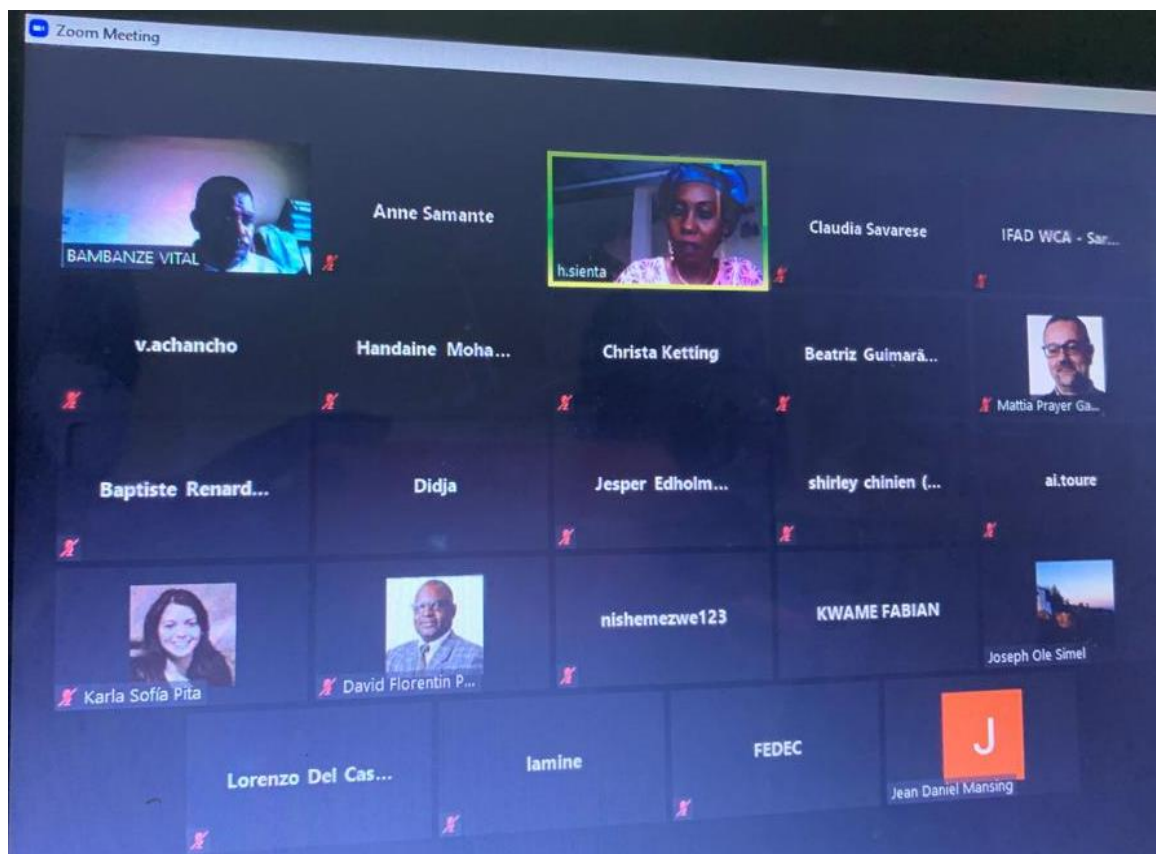 Zoom Meeting
BAMBANZE VITAL
Anne Samante
h.sienta
Claudia Savarese
IFAD WCA - Sar...
v.achancho
Handaine Moha...
Christa Ketting
Beatriz Guimarã...
Mattia Prayer Ga...
Baptiste Renard...
Didja
Jesper Edholm...
shirley chinien (...
ai.toure
Karla Sofía Pita
David Florentin P...
nishemezwe123
KWAME FABIAN
Joseph Ole Simel
Lorenzo Del Cas...
lamine
FEDEC
J
Jean Daniel Mansing